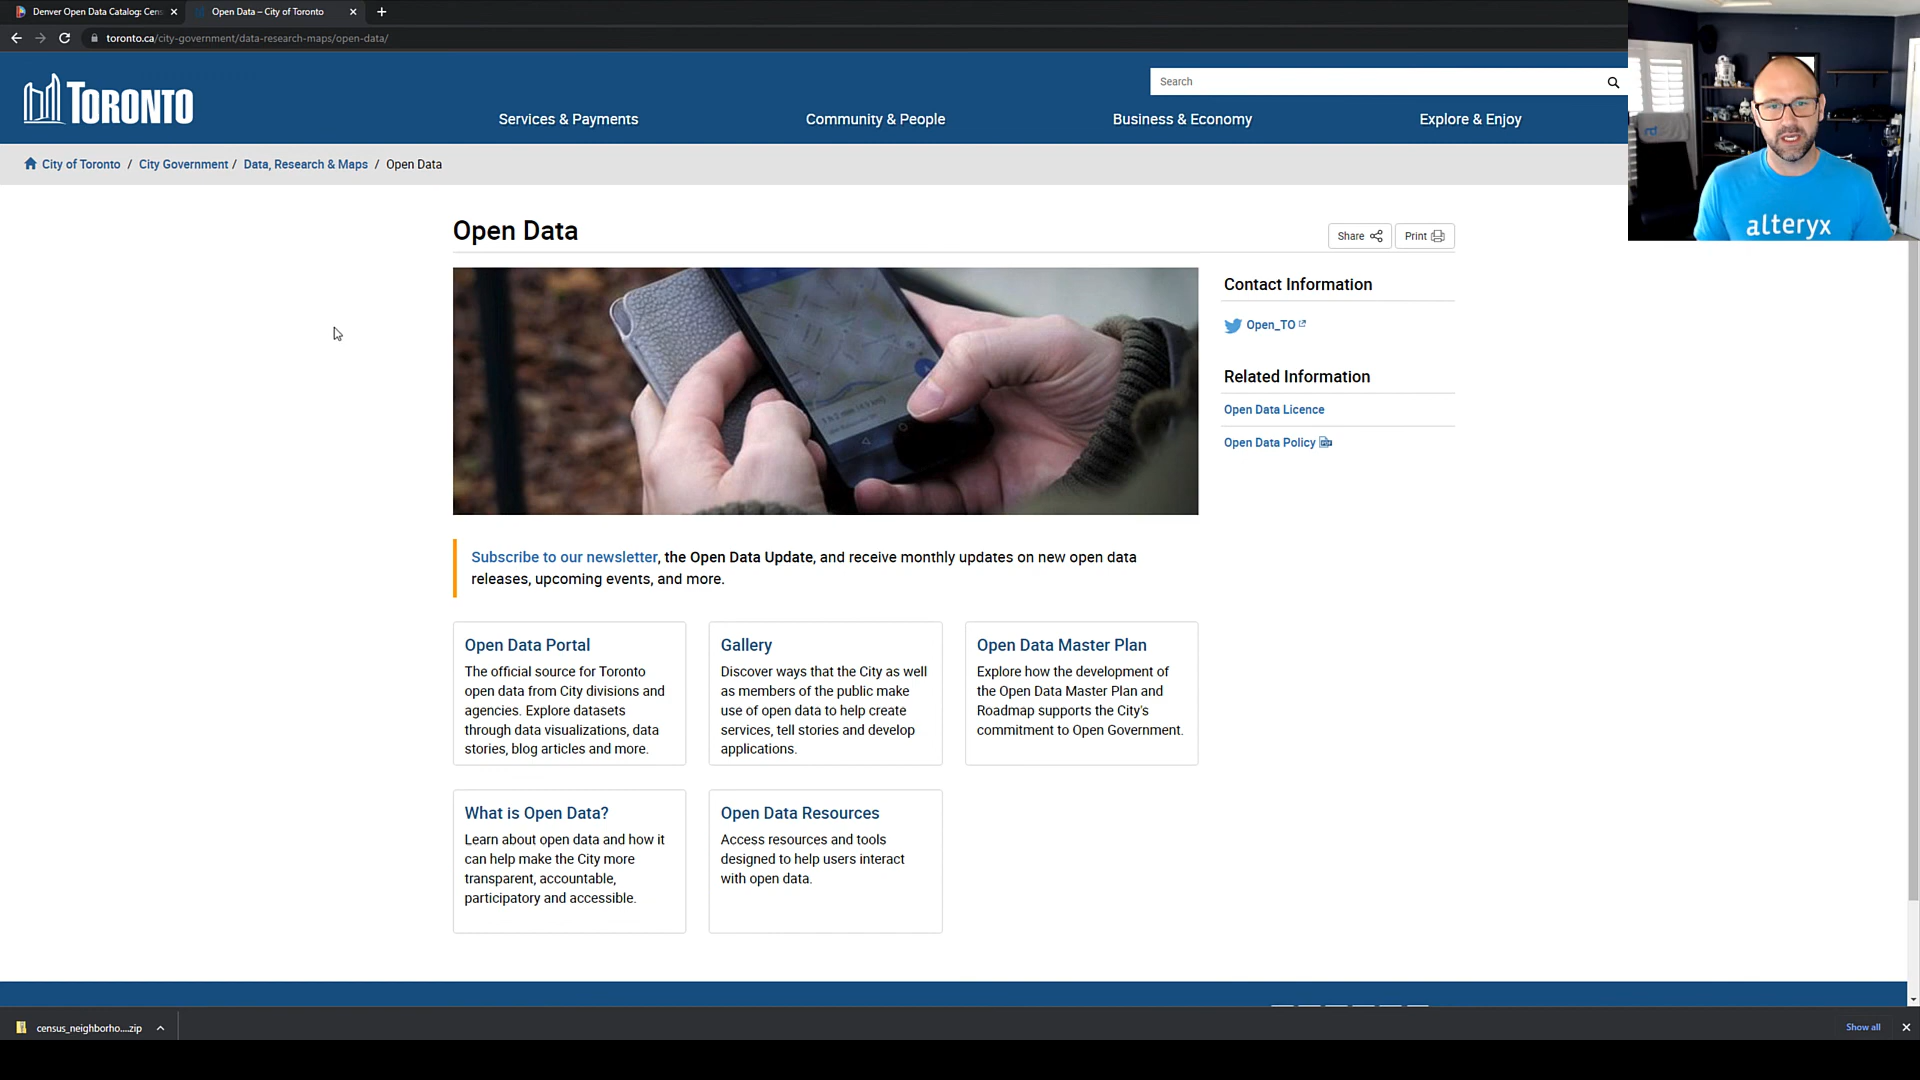 Denver Open Data Catalog: Cens
Open Data – City of Toronto
toronto.ca/city-government/data-research-maps/open-data/
TORONTO
Search
Services & Payments
Community & People
Business & Economy
Explore & Enjoy
City of Toronto / City Government / Data, Research & Maps / Open Data
alteryx
Open Data
Share
Print
Contact Information
Open_TO
Related Information
Open Data Licence
Open Data Policy
Subscribe to our newsletter, the Open Data Update, and receive monthly updates on new open data
releases, upcoming events, and more.
Open Data Portal
The official source for Toronto
open data from City divisions and
agencies. Explore datasets
through data visualizations, data
stories, blog articles and more.
Gallery
Discover ways that the City as well
as members of the public make
use of open data to help create
services, tell stories and develop
applications.
Open Data Master Plan
Explore how the development of
the Open Data Master Plan and
Roadmap supports the City's
commitment to Open Government.
What is Open Data?
Learn about open data and how it
can help make the City more
transparent, accountable,
participatory and accessible.
Open Data Resources
Access resources and tools
designed to help users interact
with open data.
census_neighborho....zip
Show all